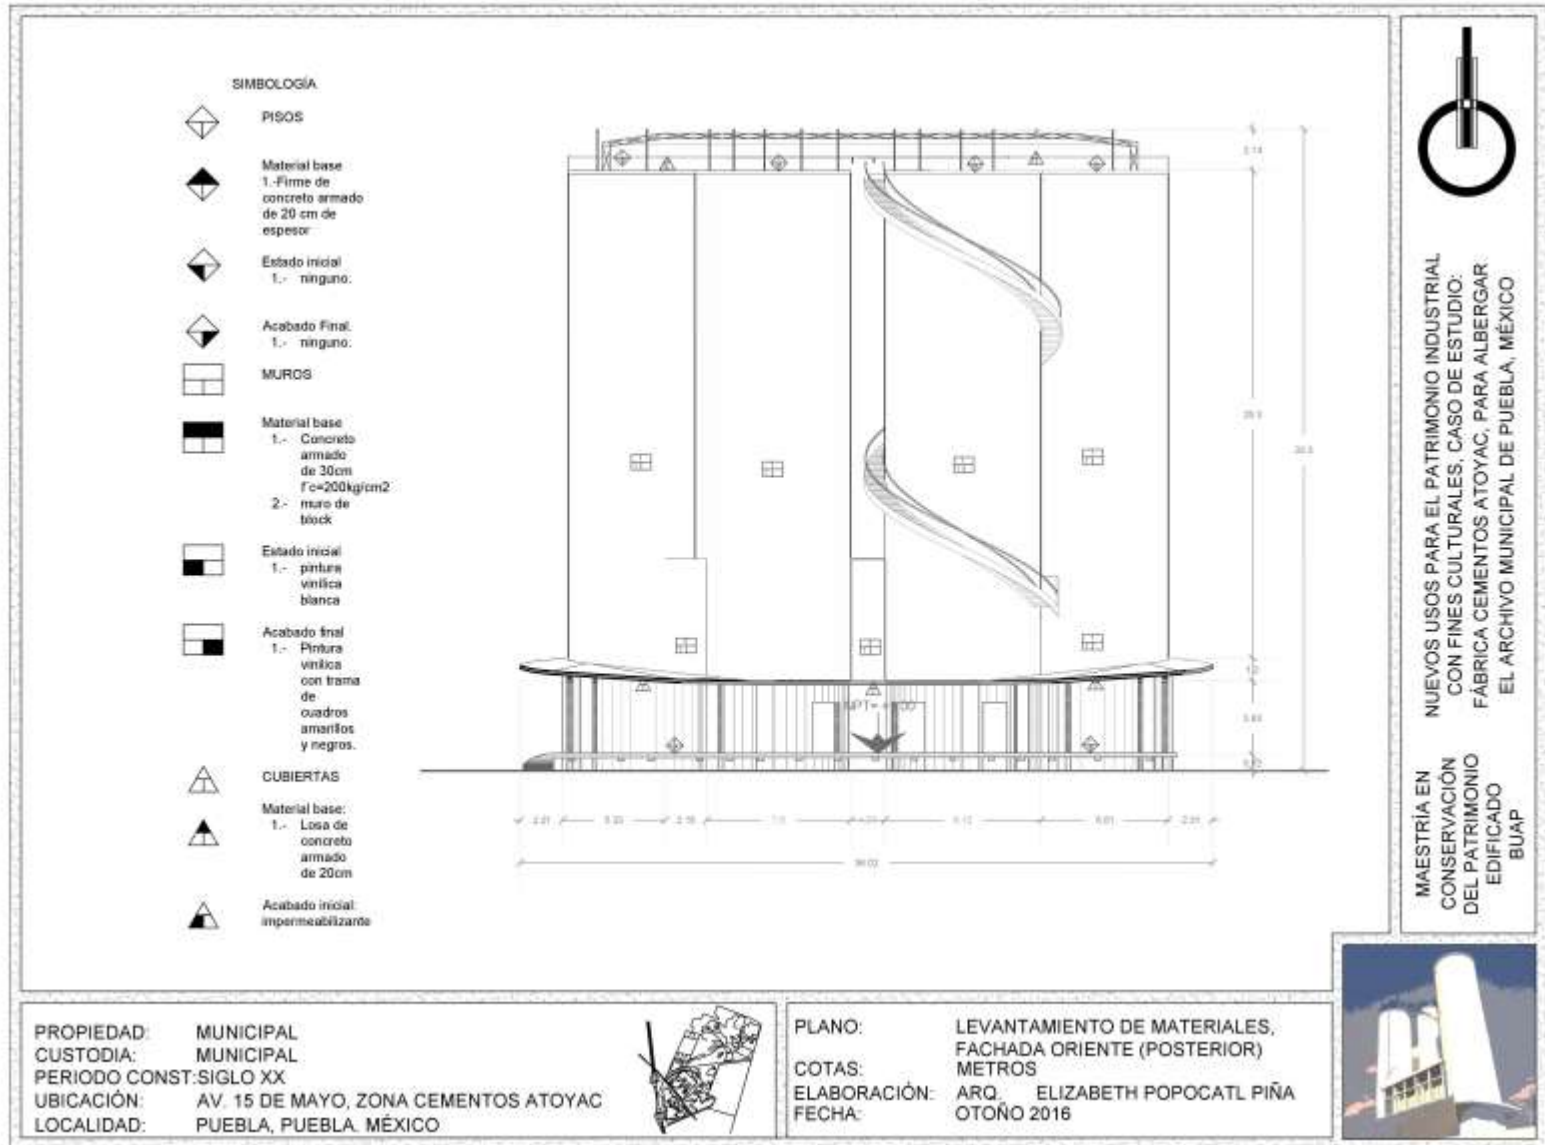 SIMBOLOGÍA
PISOS
Material base
1.-Firme de
concreto armado
de 20 cm de
espesor
Estado inicial
1.- ninguno.
Acabado Final.
1.- ninguno.
MUROS
Material base
1.- Concreto
armado
de 30cm
f´c=200kg/cm2
2.- muro de
block
Estado inicial
1.- pintura
vinílica
blanca
Acabado final
1.- Pintura
vinílica
con trama
de
cuadros
amarillos
y negros.
CUBIERTAS
Material base:
1.- Losa de
concreto
armado
de 20cm
Acabado inicial:
impermeabilizante
NUEVOS USOS PARA EL PATRIMONIO INDUSTRIAL
CON FINES CULTURALES, CASO DE ESTUDIO:
FÁBRICA CEMENTOS ATOYAC, PARA ALBERGAR
EL ARCHIVO MUNICIPAL DE PUEBLA, MÉXICO
MAESTRÍA EN
CONSERVACIÓN
DEL PATRIMONIO
EDIFICADO
BUAP
PROPIEDAD: MUNICIPAL
CUSTODIA: MUNICIPAL
PERIODO CONST:SIGLO XX
UBICACIÓN: AV. 15 DE MAYO, ZONA CEMENTOS ATOYAC
LOCALIDAD: PUEBLA, PUEBLA. MÉXICO
PLANO: LEVANTAMIENTO DE MATERIALES,
FACHADA ORIENTE (POSTERIOR)
COTAS: METROS
ELABORACIÓN: ARQ. ELIZABETH POPOCATL PIÑA
FECHA: OTOÑO 2016